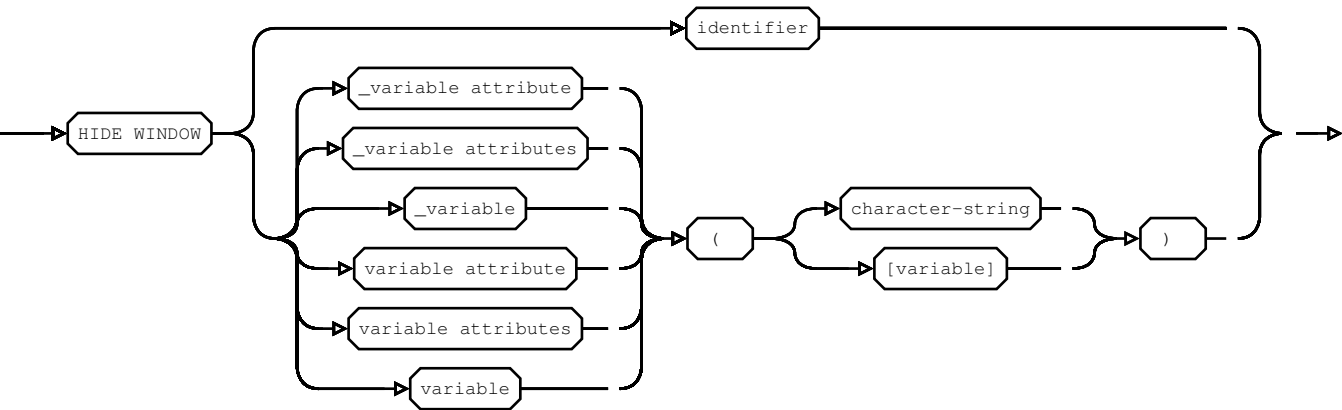 identifier
_variable attribute
HIDE WINDOW
_variable attributes
_variable
character-string
(
)
variable attribute
[variable]
variable attributes
variable